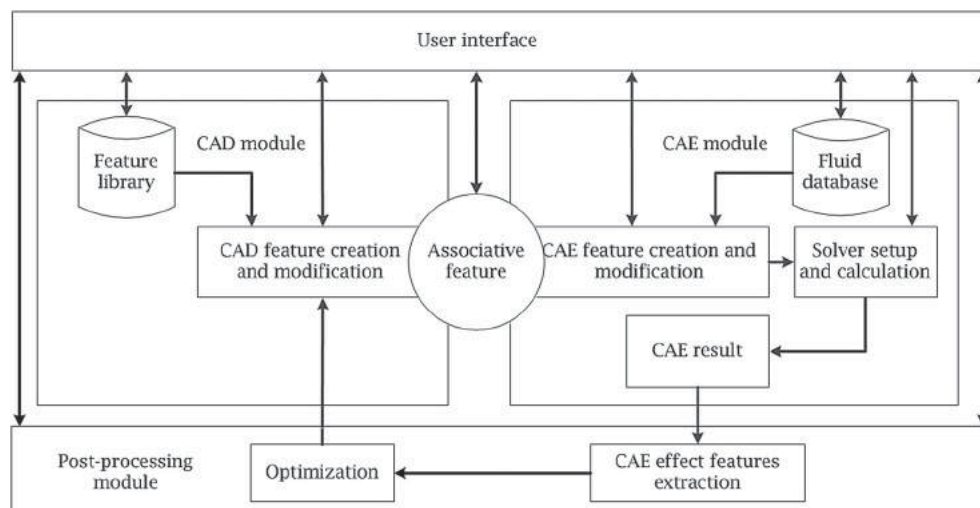 User interface
CAD module
CAE module
Feature
library
Fluid
database
CAD feature creation
and modification
Associative
feature
CAE feature creation and
modification
Solver setup
and calculation
CAE result
Post-processing
module
Optimization
CAE effect features
extraction